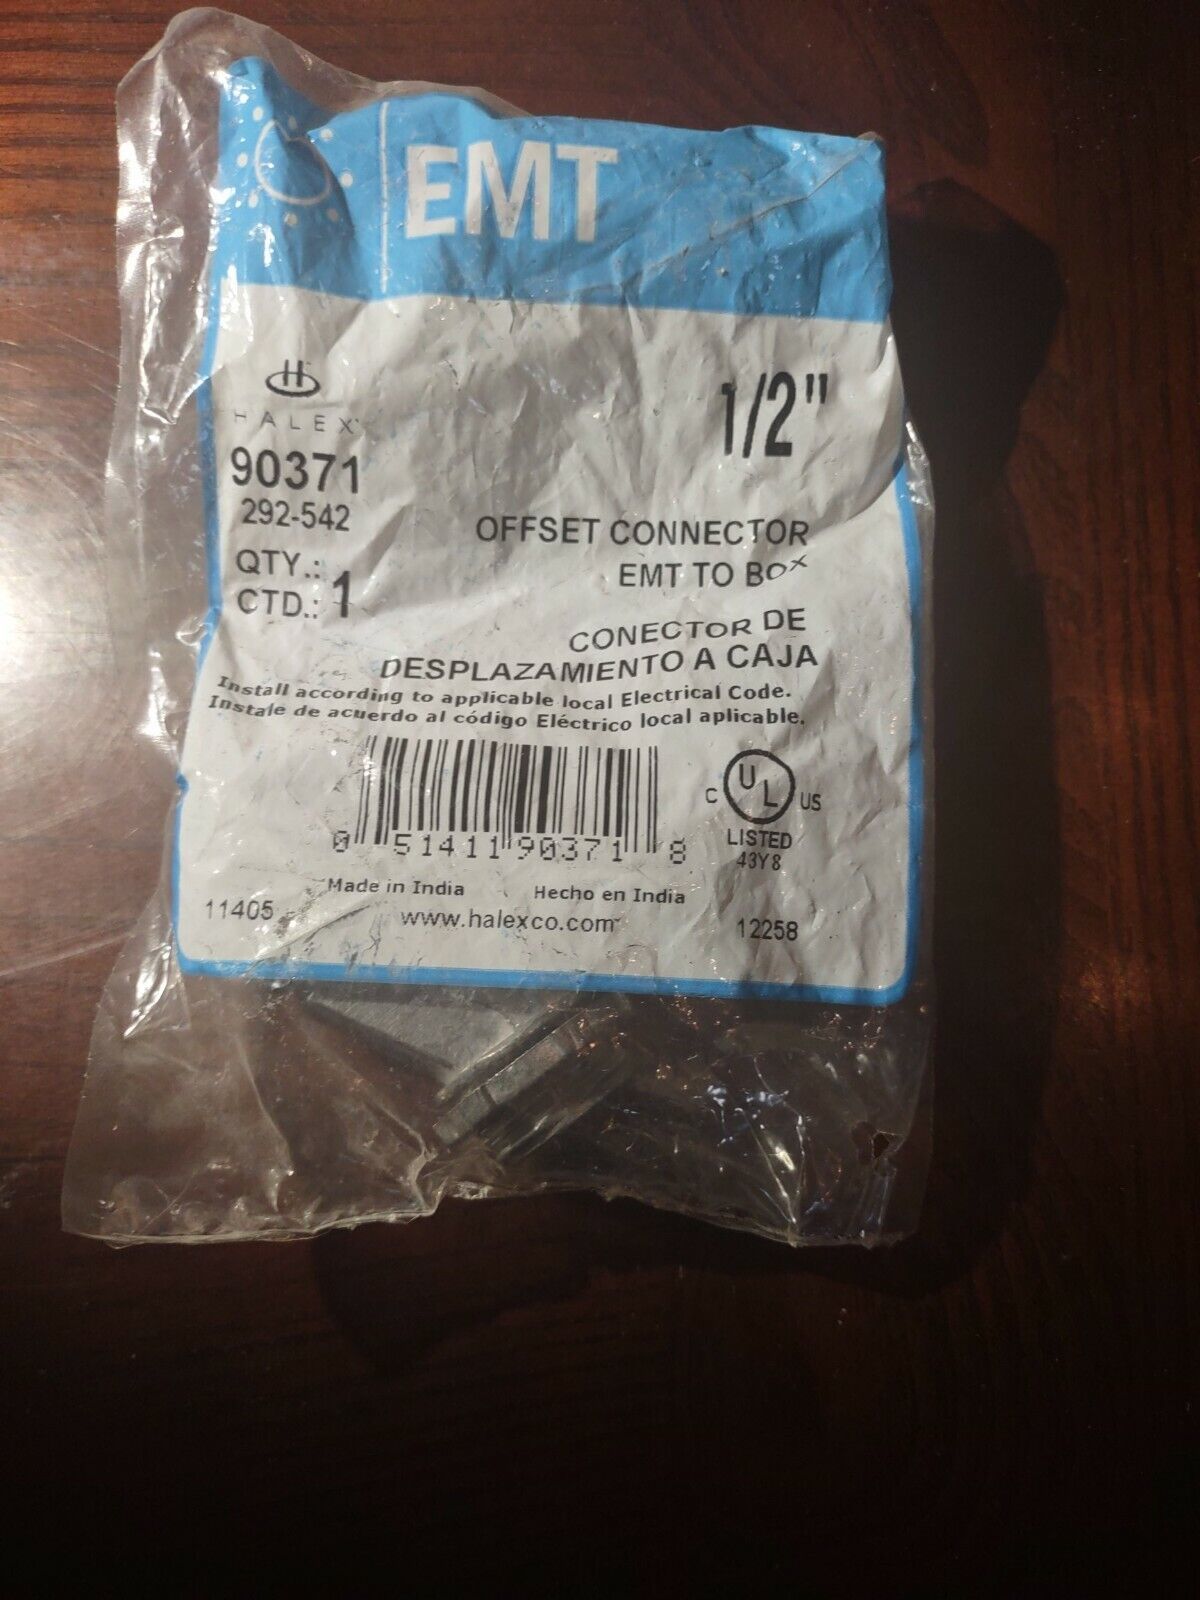 EMT
1/2"
HALEX
90371
292-542
QTY.:
CTD.: 1
OFFSET CONNECTOR
EMT TO BOX
CONECTOR DE
DESPLAZAMIENTO A CAJA
Install according to applicable local Electrical Code.
Instale de acuerdo al código Eléctrico local aplicable.
0 51411 90371 8
C UL US
LISTED
43Y8
Made in India Hecho en India
11405 www.halexco.com 12258